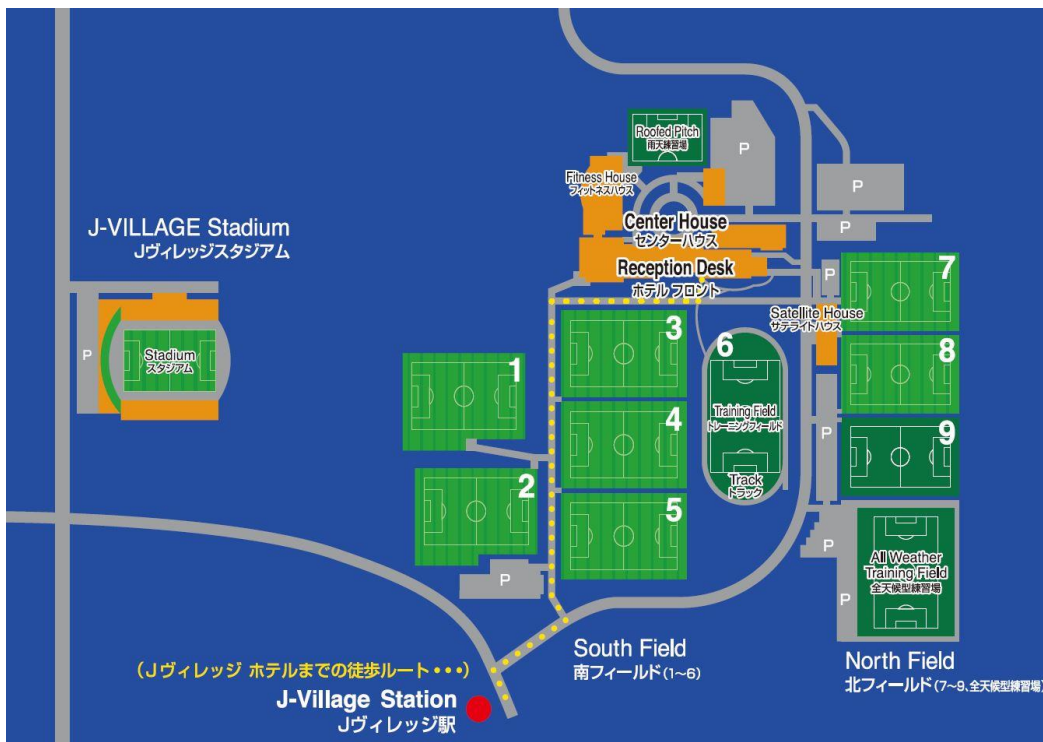 Roofed Pitch
雨天練習場
P
P
P
Fitness House
フィットネスハウス
Center House
センターハウス
Reception Desk
ホテル フロント
J-VILLAGE Stadium
Jヴィレッジスタジアム
P
Stadium
スタジアム
P
7
Satellite House
サテライトハウス
8
9
P
1
2
3
4
5
6
Training Field
トレーニングフィールド
Track
トラック
P
P
P
All Weather
Training Field
全天候型練習場
South Field
南フィールド(1~6)
North Field
北フィールド(7~9、全天候型練習場)
(Jヴィレッジ ホテルまでの徒歩ルート・・・)
J-Village Station
Jヴィレッジ駅